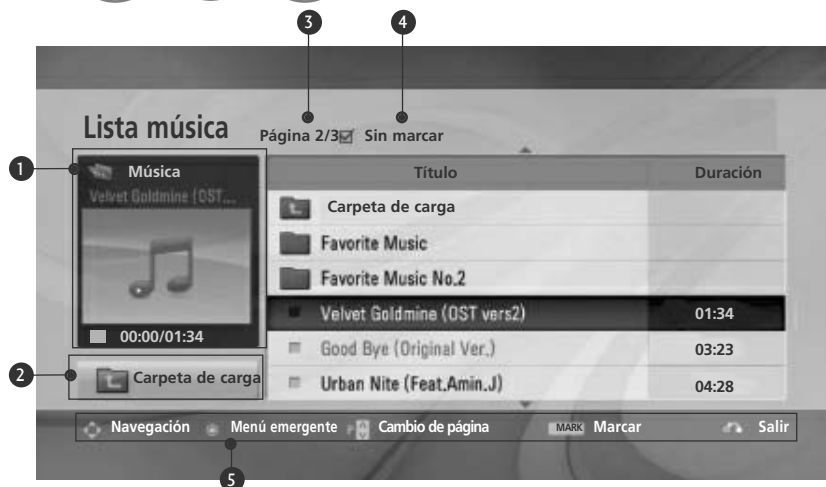 3 4
Lista música Página 2/3 Sin marcar
1 Música
Velvet Goldmine (OST...
00:00/01:34
2 Carpeta de carga
Título Duración
Carpeta de carga
Favorite Music
Favorite Music No.2
Velvet Goldmine (OST vers2) 01:34
Good Bye (Original Ver.) 03:23
Urban Nite (Feat.Amin.J) 04:28
Navegación Menú emergente P Cambio de página MARK Marcar Salir
5